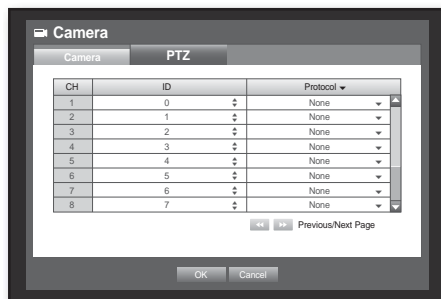 Camera
Camera PTZ
CH ID Protocol
1 0 None
2 1 None
3 2 None
4 3 None
5 4 None
6 5 None
7 6 None
8 7 None
Previous/Next Page
OK Cancel